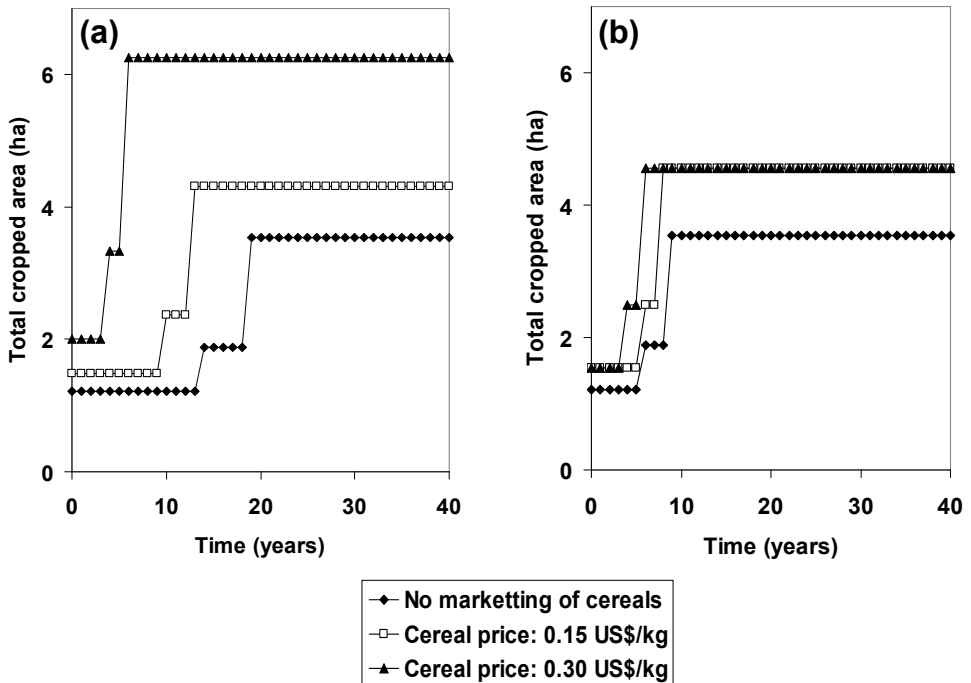 (a)
Total cropped area (ha)
6
4
2
0
0 10 20 30 40
Time (years)
(b)
Total cropped area (ha)
6
4
2
0
0 10 20 30 40
Time (years)
No marketting of cereals
Cereal price: 0.15 US$/kg
Cereal price: 0.30 US$/kg